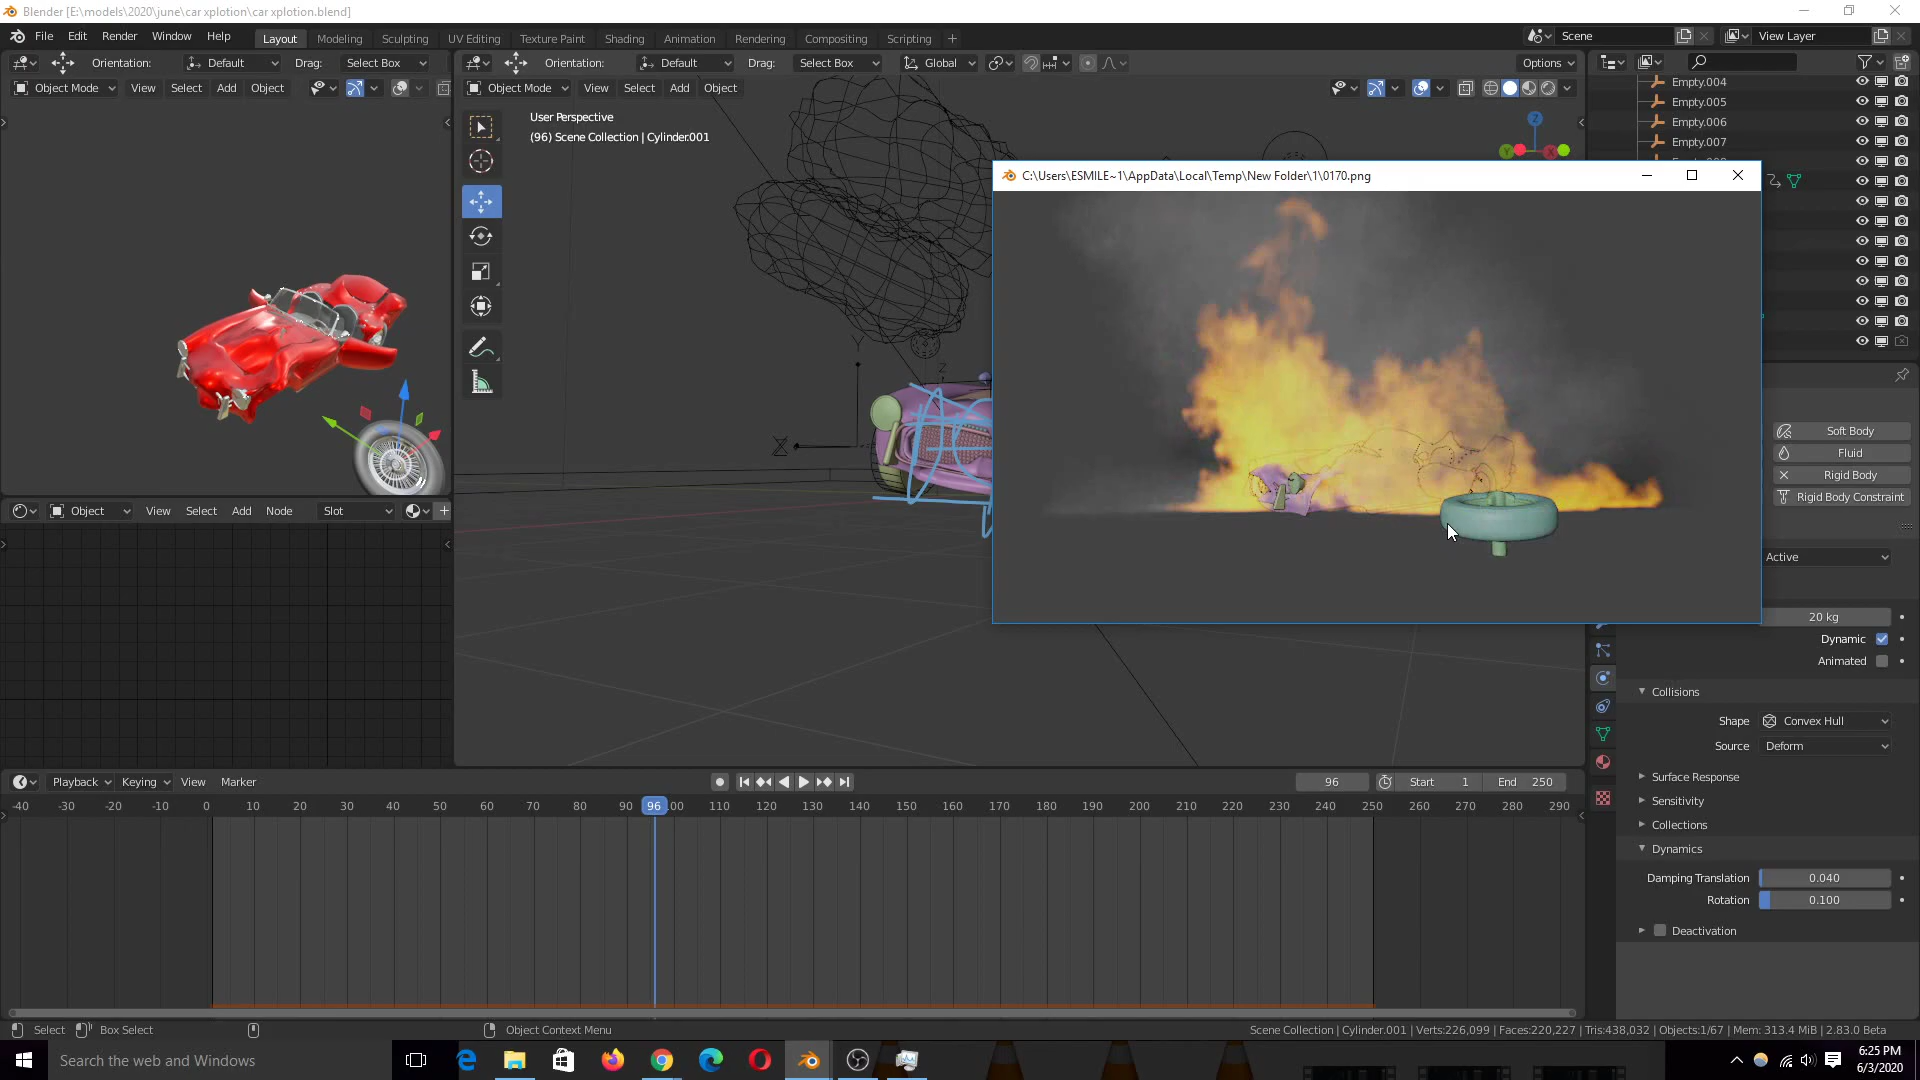 Blender [E:\models\2020\june\car xplotion\car xplotion.blend]
File Edit Render Window Help Layout Modeling Sculpting UV Editing Texture Paint Shading Animation Rendering Compositing Scripting + Scene View Layer
Orientation: Default Drag: Select Box Orientation: Default Drag: Select Box Global Options
Object Mode View Select Add Object Object Mode View Select Add Object
User Perspective
(96) Scene Collection | Cylinder.001
Empty.004
Empty.005
Empty.006
Empty.007
C:\Users\ESMILE~1\AppData\Local\Temp\New Folder\1\0170.png
Soft Body
Fluid
Rigid Body
Rigid Body Constraint
Object View Select Add Node Slot
Active
20 kg
Dynamic
Animated
Collisions
Shape Convex Hull
Source Deform
Surface Response
Sensitivity
Collections
Dynamics
Damping Translation 0.040
Rotation 0.100
Deactivation
Playback Keying View Marker 96 Start 1 End 250
-40 -30 -20 -10 0 10 20 30 40 50 60 70 80 90 96 100 110 120 130 140 150 160 170 180 190 200 210 220 230 240 250 260 270 280 290
Select Box Select Object Context Menu Scene Collection | Cylinder.001 | Verts:226,099 | Faces:220,227 | Tris:438,032 | Objects:1/67 | Mem: 313.4 MiB | 2.83.0 Beta
Search the web and Windows
6:25 PM
6/3/2020